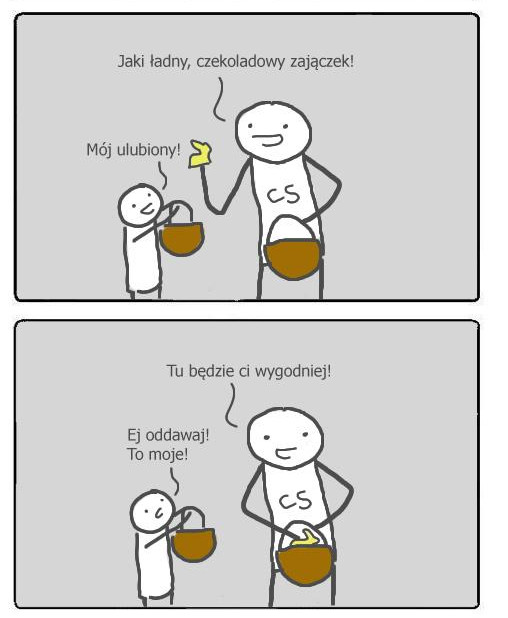 Jaki ładny, czekoladowy zajączek!
Mój ulubiony!
CS
Tu będzie ci wygodniej!
Ej oddawaj!
To moje!
CS